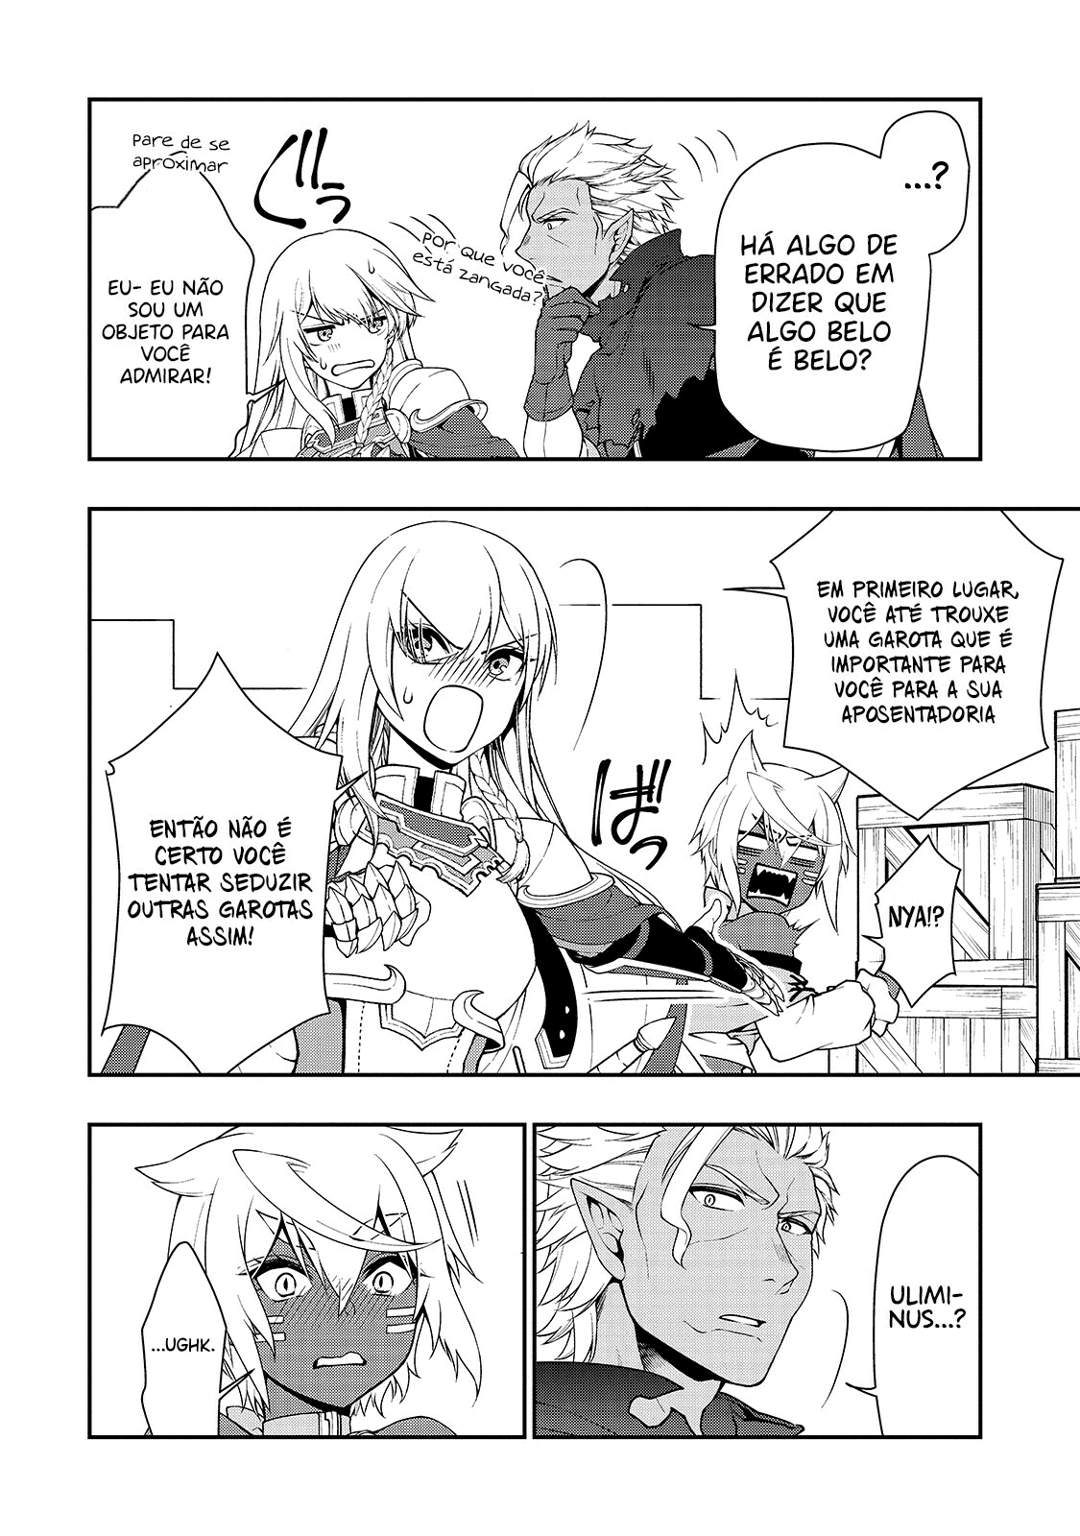 ...?
HÁ ALGO DE
ERRADO EM
DIZER QUE
ALGO BELO
É BELO?
Por que você
está zangada?
Pare de se
aproximar
EU- EU NÃO
SOU UM
OBJETO PARA
VOCÊ
ADMIRAR!
EM PRIMEIRO LUGAR,
VOCÊ ATÉ TROUXE
UMA GAROTA QUE É
IMPORTANTE PARA
VOCÊ PARA A SUA
APOSENTADORIA
NYA!?
ばっ
ENTÃO NÃO É
CERTO VOCÊ
TENTAR SEDUZIR
OUTRAS GAROTAS
ASSIM!
ULIMI-
NUS...?
...UGHK.